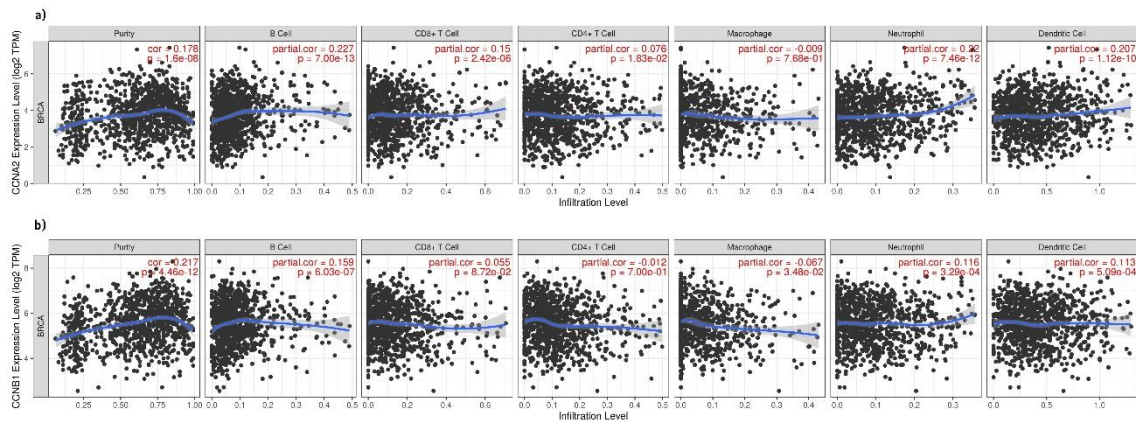 a)
Purity
B Cell
CD8+ T Cell
CD4+ T Cell
Macrophage
Neutrophil
Dendritic Cell
cor = 0.178
p = 1.6e-08
partial.cor = 0.227
p = 7.00e-13
partial.cor = 0.15
p = 2.42e-06
partial.cor = 0.076
p = 1.83e-02
partial.cor = -0.009
p = 7.68e-01
partial.cor = 0.22
p = 7.46e-12
partial.cor = 0.207
p = 1.12e-10
CCNA2 Expression Level (log2 TPM)
BRCA
6
4
2
0
0.25 0.50 0.75 1.00
0.0 0.1 0.2 0.3 0.4 0.5
0.0 0.2 0.4 0.6
0.0 0.1 0.2 0.3 0.4 0.5
0.0 0.1 0.2 0.3 0.4
0.0 0.1 0.2 0.3
0.0 0.5 1.0
Infiltration Level
b)
Purity
B Cell
CD8+ T Cell
CD4+ T Cell
Macrophage
Neutrophil
Dendritic Cell
cor = 0.217
p = 4.46e-12
partial.cor = 0.159
p = 6.03e-07
partial.cor = 0.055
p = 8.72e-02
partial.cor = -0.012
p = 7.00e-01
partial.cor = -0.067
p = 3.48e-02
partial.cor = 0.116
p = 3.29e-04
partial.cor = 0.113
p = 5.09e-04
CCNB1 Expression Level (log2 TPM)
BRCA
8
6
4
0.25 0.50 0.75 1.00
0.0 0.1 0.2 0.3 0.4 0.5
0.0 0.2 0.4 0.6
0.0 0.1 0.2 0.3 0.4 0.5
0.0 0.1 0.2 0.3 0.4
0.0 0.1 0.2 0.3
0.0 0.5 1.0
Infiltration Level